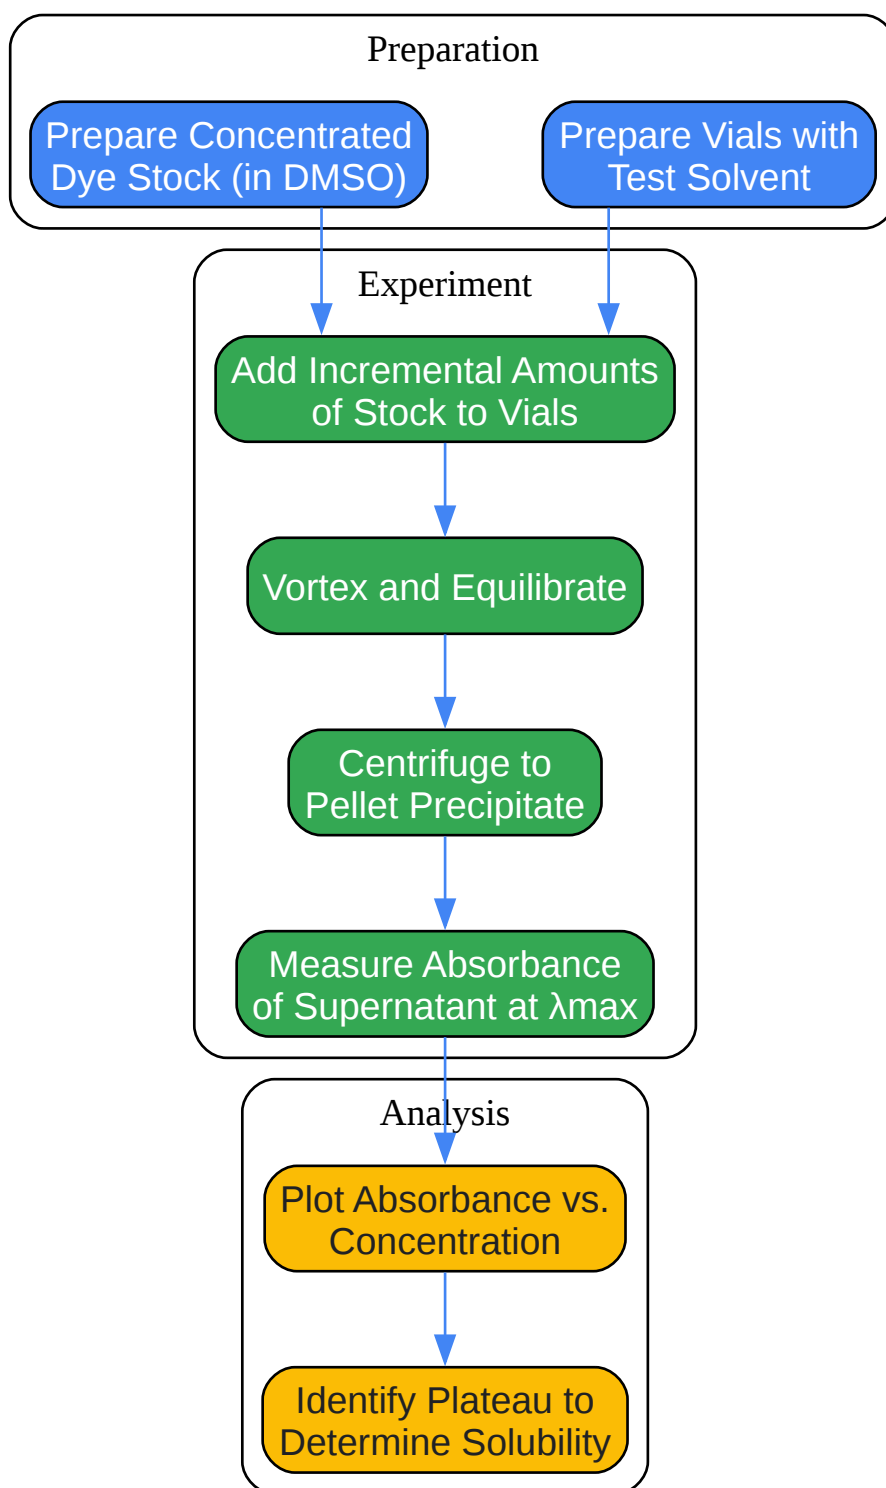 Preparation
Prepare Concentrated
Dye Stock (in DMSO)
Prepare Vials with
Test Solvent
Experiment
Add Incremental Amounts
of Stock to Vials
Vortex and Equilibrate
Centrifuge to
Pellet Precipitate
Measure Absorbance
of Supernatant at λmax
Analysis
Plot Absorbance vs.
Concentration
Identify Plateau to
Determine Solubility